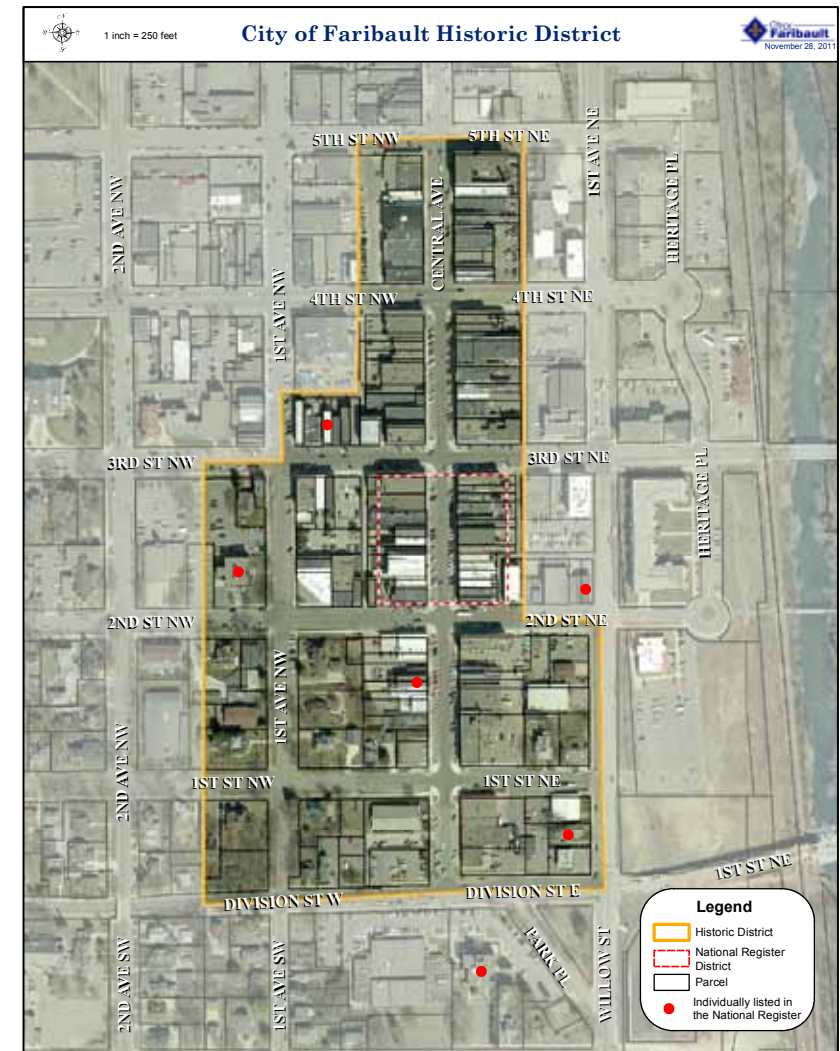 1 inch = 250 feet
City of Faribault Historic District
City of
Faribault
November 28, 2011
5TH ST NW
5TH ST NE
2ND AVE NW
1ST AVE NW
CENTRAL AVE
1ST AVE NE
HERITAGE PL
4TH ST NW
4TH ST NE
3RD ST NW
3RD ST NE
HERITAGE PL
2ND ST NW
2ND ST NE
2ND AVE NW
1ST AVE NW
1ST ST NW
1ST ST NE
1ST ST NE
DIVISION ST W
DIVISION ST E
2ND AVE SW
1ST AVE SW
PARK PL
WILLOW ST
Legend
Historic District
National Register
District
Parcel
Individually listed in
the National Register